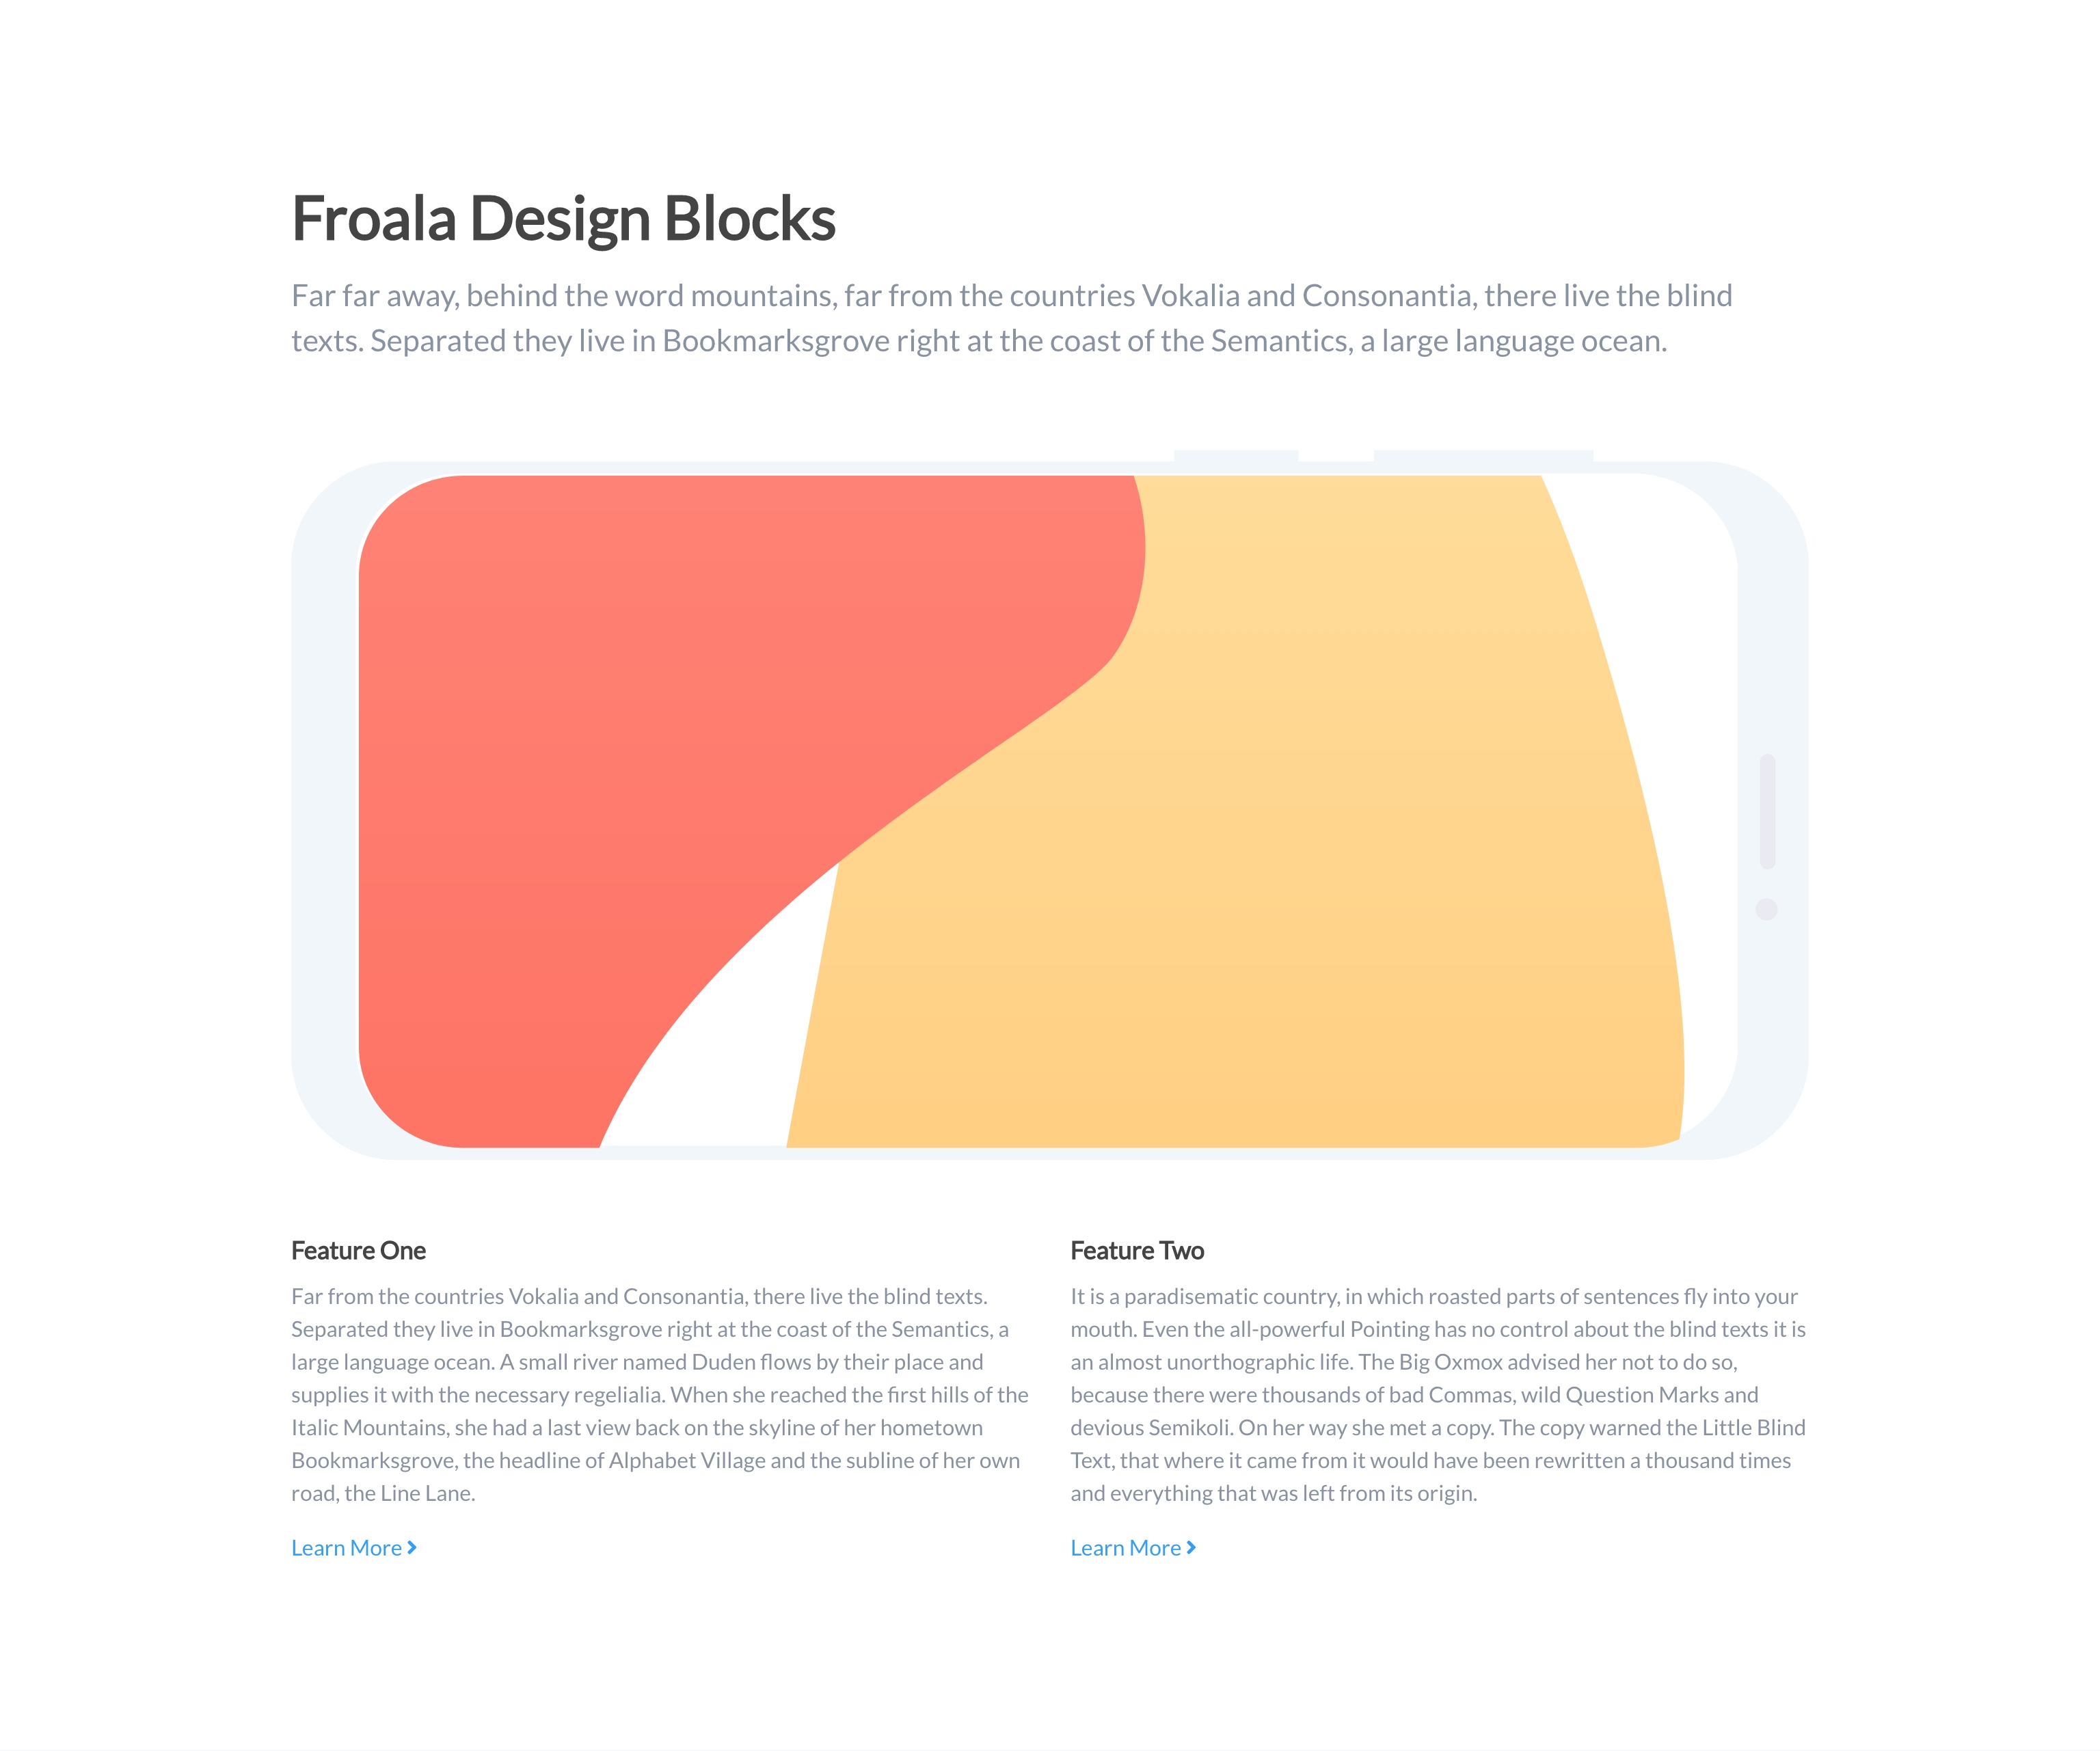 Froala Design Blocks
Far far away, behind the word mountains, far from the countries Vokalia and Consonantia, there live the blind
texts. Separated they live in Bookmarksgrove right at the coast of the Semantics, a large language ocean.
Feature One
Far from the countries Vokalia and Consonantia, there live the blind texts.
Separated they live in Bookmarksgrove right at the coast of the Semantics, a
large language ocean. A small river named Duden flows by their place and
supplies it with the necessary regelialia. When she reached the first hills of the
Italic Mountains, she had a last view back on the skyline of her hometown
Bookmarksgrove, the headline of Alphabet Village and the subline of her own
road, the Line Lane.
Learn More
Feature Two
It is a paradisematic country, in which roasted parts of sentences fly into your
mouth. Even the all-powerful Pointing has no control about the blind texts it is
an almost unorthographic life. The Big Oxmox advised her not to do so,
because there were thousands of bad Commas, wild Question Marks and
devious Semikoli. On her way she met a copy. The copy warned the Little Blind
Text, that where it came from it would have been rewritten a thousand times
and everything that was left from its origin.
Learn More